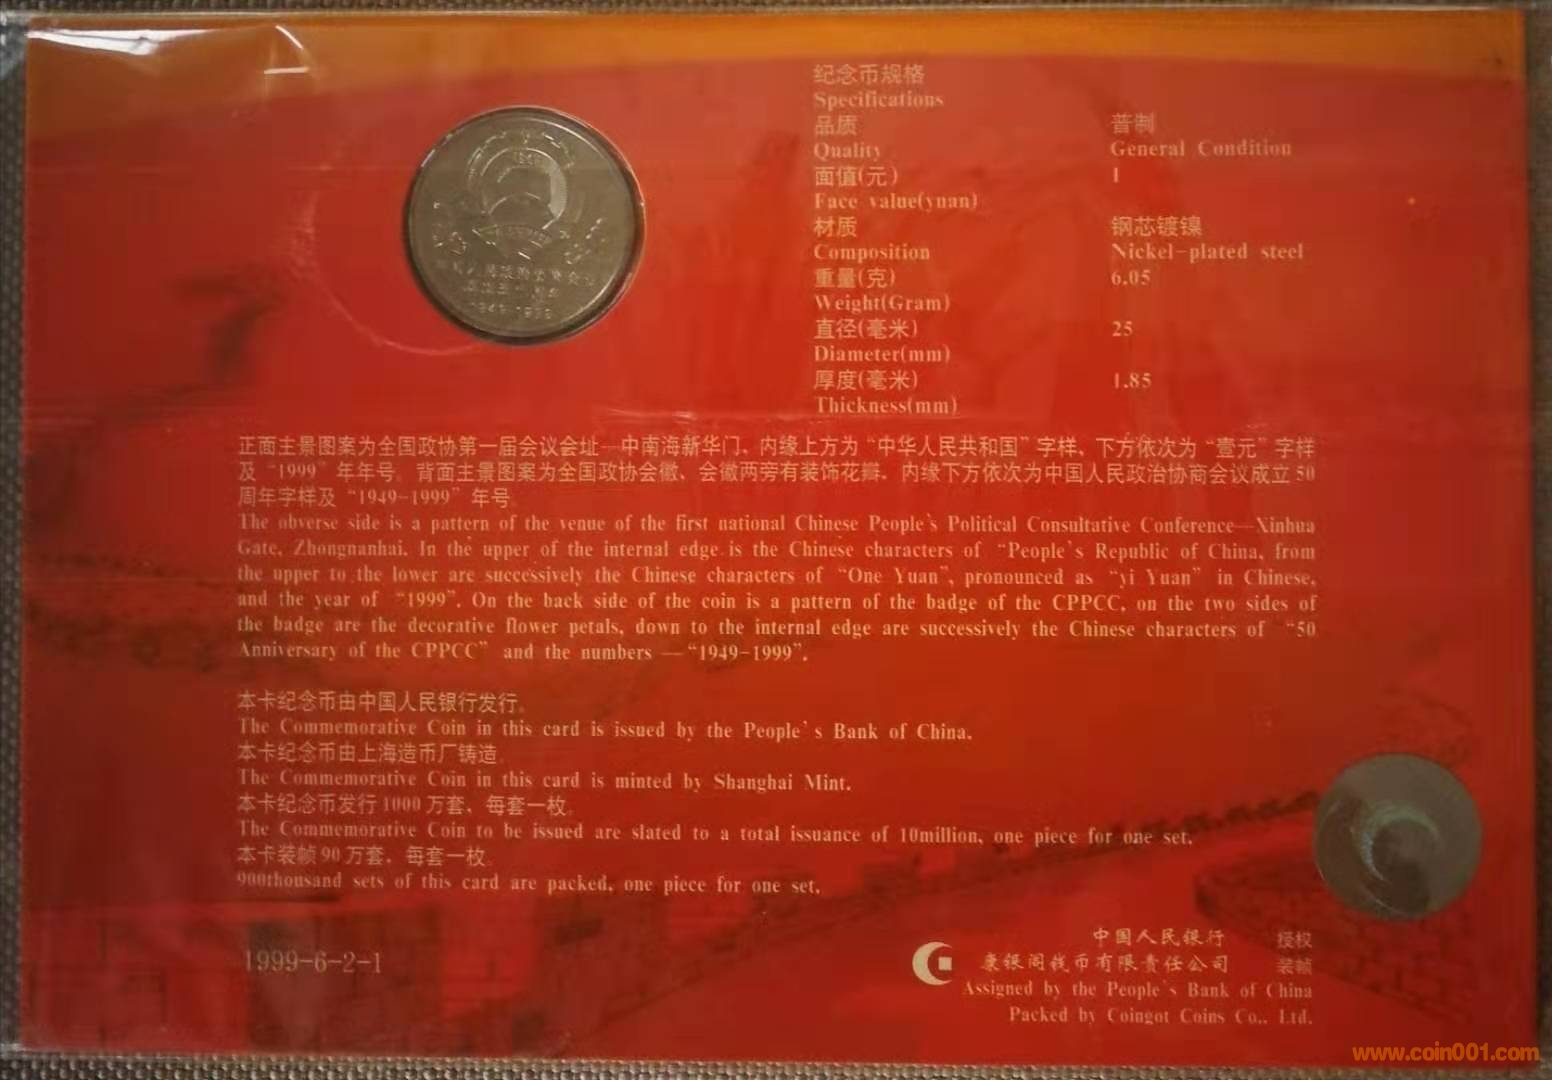 纪念币规格
Specifications
品质 普制
Quality General Condition
面值(元) 1
Face value(yuan)
材质 钢芯镀镍
Composition Nickel-plated steel
重量(克) 6.05
Weight(Gram)
直径(毫米) 25
Diameter(mm)
厚度(毫米) 1.85
Thickness(mm)
1949-1999
正面主景图案为全国政协第一届会议会址—中南海新华门、内缘上方为“中华人民共和国”字样、下方依次为“壹元”字样
及“1999”年年号。背面主景图案为全国政协会徽、会徽两旁有装饰花瓣、内缘下方依次为中国人民政治协商会议成立50
周年字样及“1949-1999”年号。
The obverse side is a pattern of the venue of the first national Chinese People's Political Consultative Conference—Xinhua
Gate, Zhongnanhai. In the upper of the internal edge is the Chinese characters of “People's Republic of China, from
the upper to the lower are successively the Chinese characters of “One Yuan”, pronounced as “yi Yuan” in Chinese,
and the year of “1999”. On the back side of the coin is a pattern of the badge of the CPPCC, on the two sides of
the badge are the decorative flower petals, down to the internal edge are successively the Chinese characters of “50
Anniversary of the CPPCC” and the numbers —“1949-1999”.
本卡纪念币由中国人民银行发行。
The Commemorative Coin in this card is issued by the People's Bank of China.
本卡纪念币由上海造币厂铸造。
The Commemorative Coin in this card is minted by Shanghai Mint.
本卡纪念币发行1000万套、每套一枚。
The Commemorative Coin to be issued are slated to a total issuance of 10million, one piece for one set.
本卡装帧90万套、每套一枚。
900thousand sets of this card are packed, one piece for one set.
1999-6-2-1
中国人民银行 授权
康银阁钱币有限责任公司 装帧
Assigned by the People's Bank of China
Packed by Coingot Coins Co., Ltd.
www.coin001.com